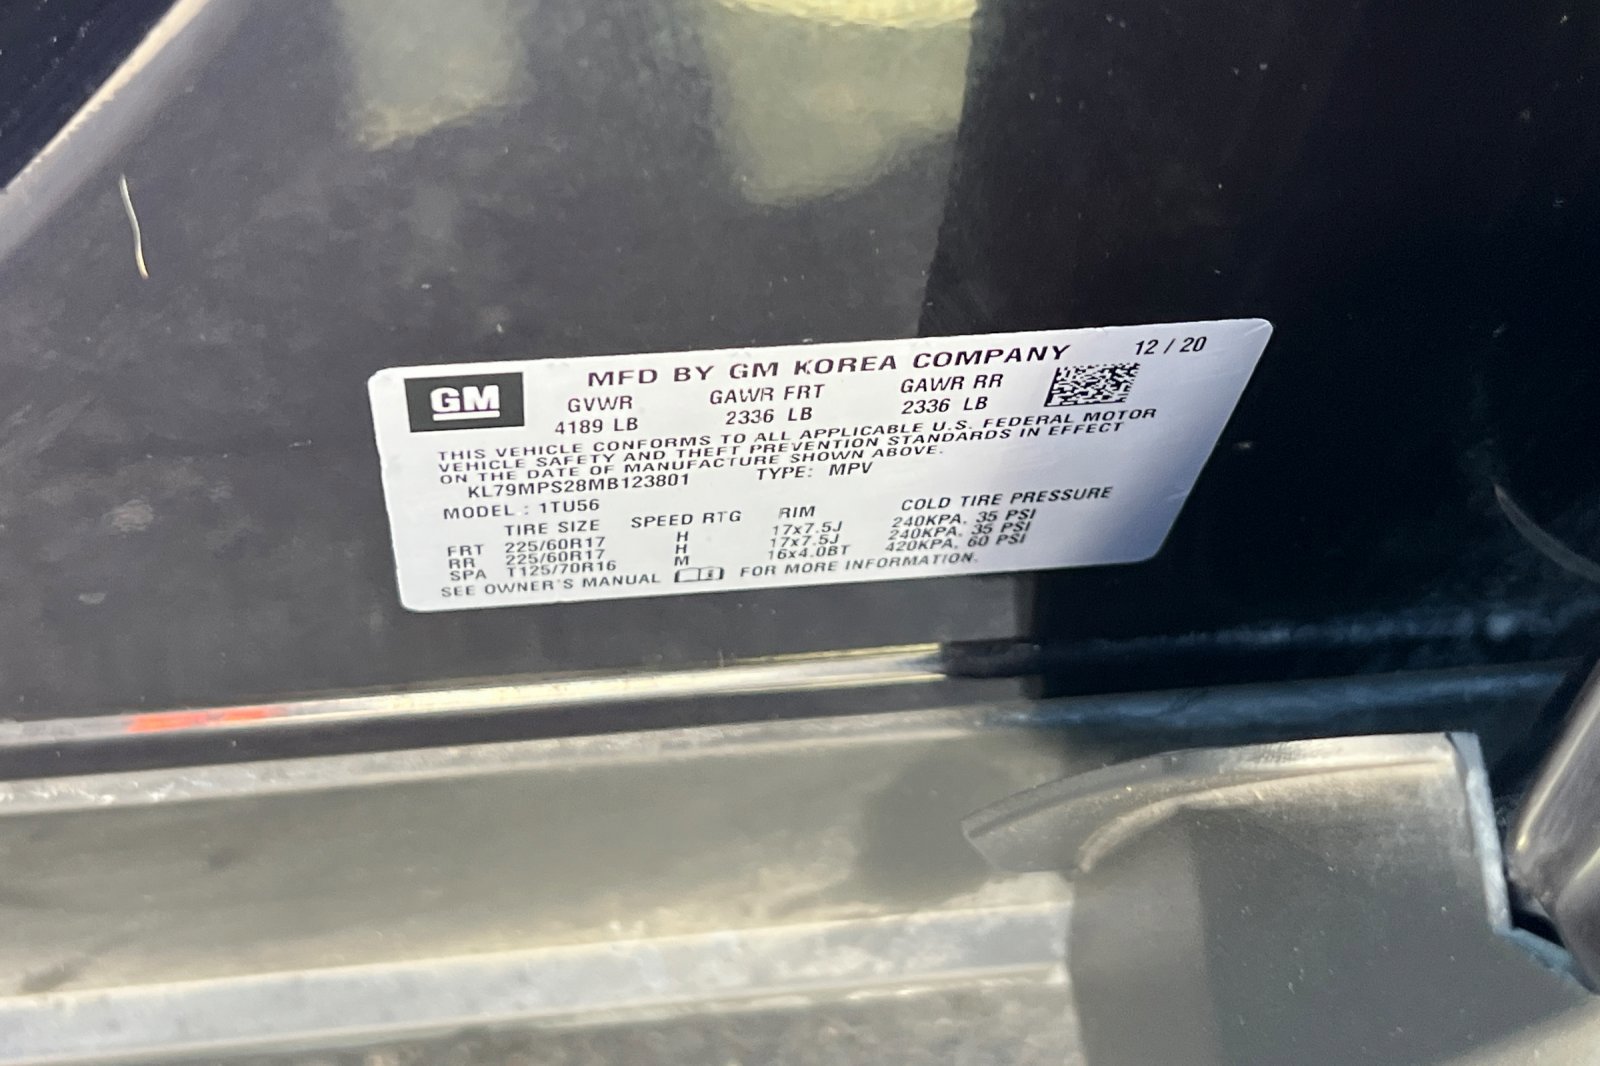 MFD BY GM KOREA COMPANY 12 / 20
GM GVWR GAWR FRT GAWR RR
4189 LB 2336 LB 2336 LB
THIS VEHICLE CONFORMS TO ALL APPLICABLE U.S. FEDERAL MOTOR
VEHICLE SAFETY AND THEFT PREVENTION STANDARDS IN EFFECT
ON THE DATE OF MANUFACTURE SHOWN ABOVE.
KL79MPS28MB123801 TYPE: MPV
MODEL : 1TU56
TIRE SIZE SPEED RTG RIM COLD TIRE PRESSURE
FRT 225/60R17 H 17x7.5J 240KPA, 35 PSI
RR 225/60R17 H 17x7.5J 240KPA, 35 PSI
SPA T125/70R16 M 16x4.0BT 420KPA, 60 PSI
SEE OWNER'S MANUAL FOR MORE INFORMATION.